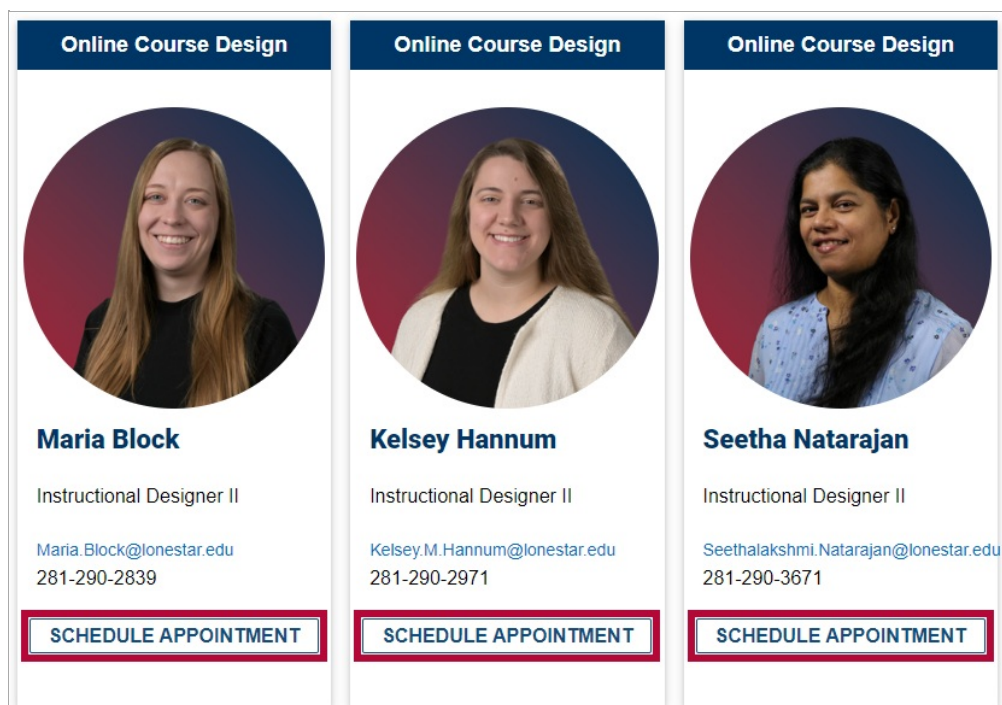 Online Course Design
Maria Block
Instructional Designer II
Maria.Block@lonestar.edu
281-290-2839
SCHEDULE APPOINTMENT
Online Course Design
Kelsey Hannum
Instructional Designer II
Kelsey.M.Hannum@lonestar.edu
281-290-2971
SCHEDULE APPOINTMENT
Online Course Design
Seetha Natarajan
Instructional Designer II
Seethalakshmi.Natarajan@lonestar.edu
281-290-3671
SCHEDULE APPOINTMENT